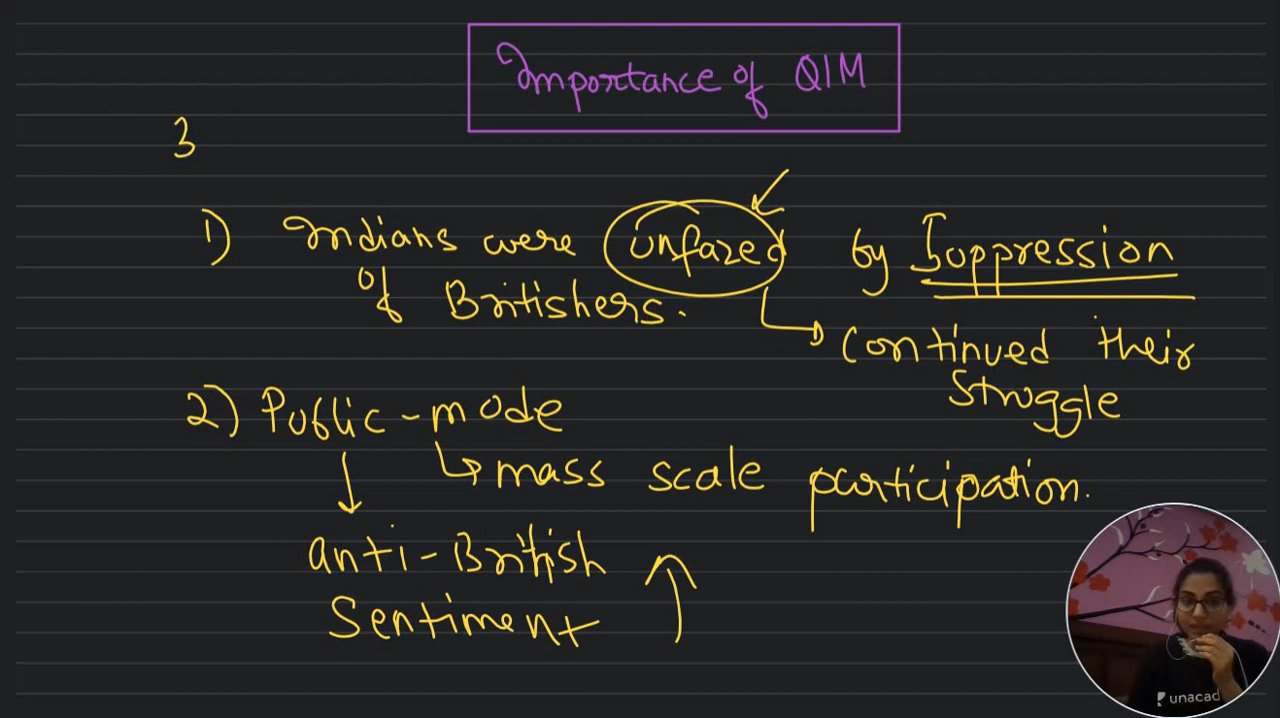 Importance of QIM
3
1) Indians were unfazed by Suppression
of Britishers.
→ Continued their
Struggle
2) Public - mode
↳ mass scale participation.
↓
anti-British
Sentiment ↑
unacad